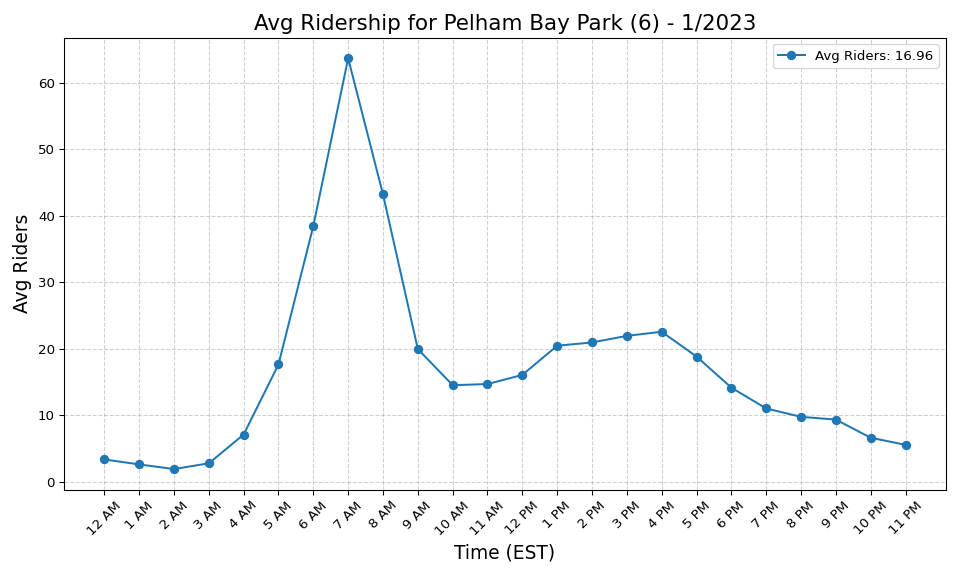 Avg Ridership for Pelham Bay Park (6) - 1/2023
Avg Riders: 16.96
Avg Riders
60
50
40
30
20
10
0
12 AM
1 AM
2 AM
3 AM
4 AM
5 AM
6 AM
7 AM
8 AM
9 AM
10 AM
11 AM
12 PM
1 PM
2 PM
3 PM
4 PM
5 PM
6 PM
7 PM
8 PM
9 PM
10 PM
11 PM
Time (EST)